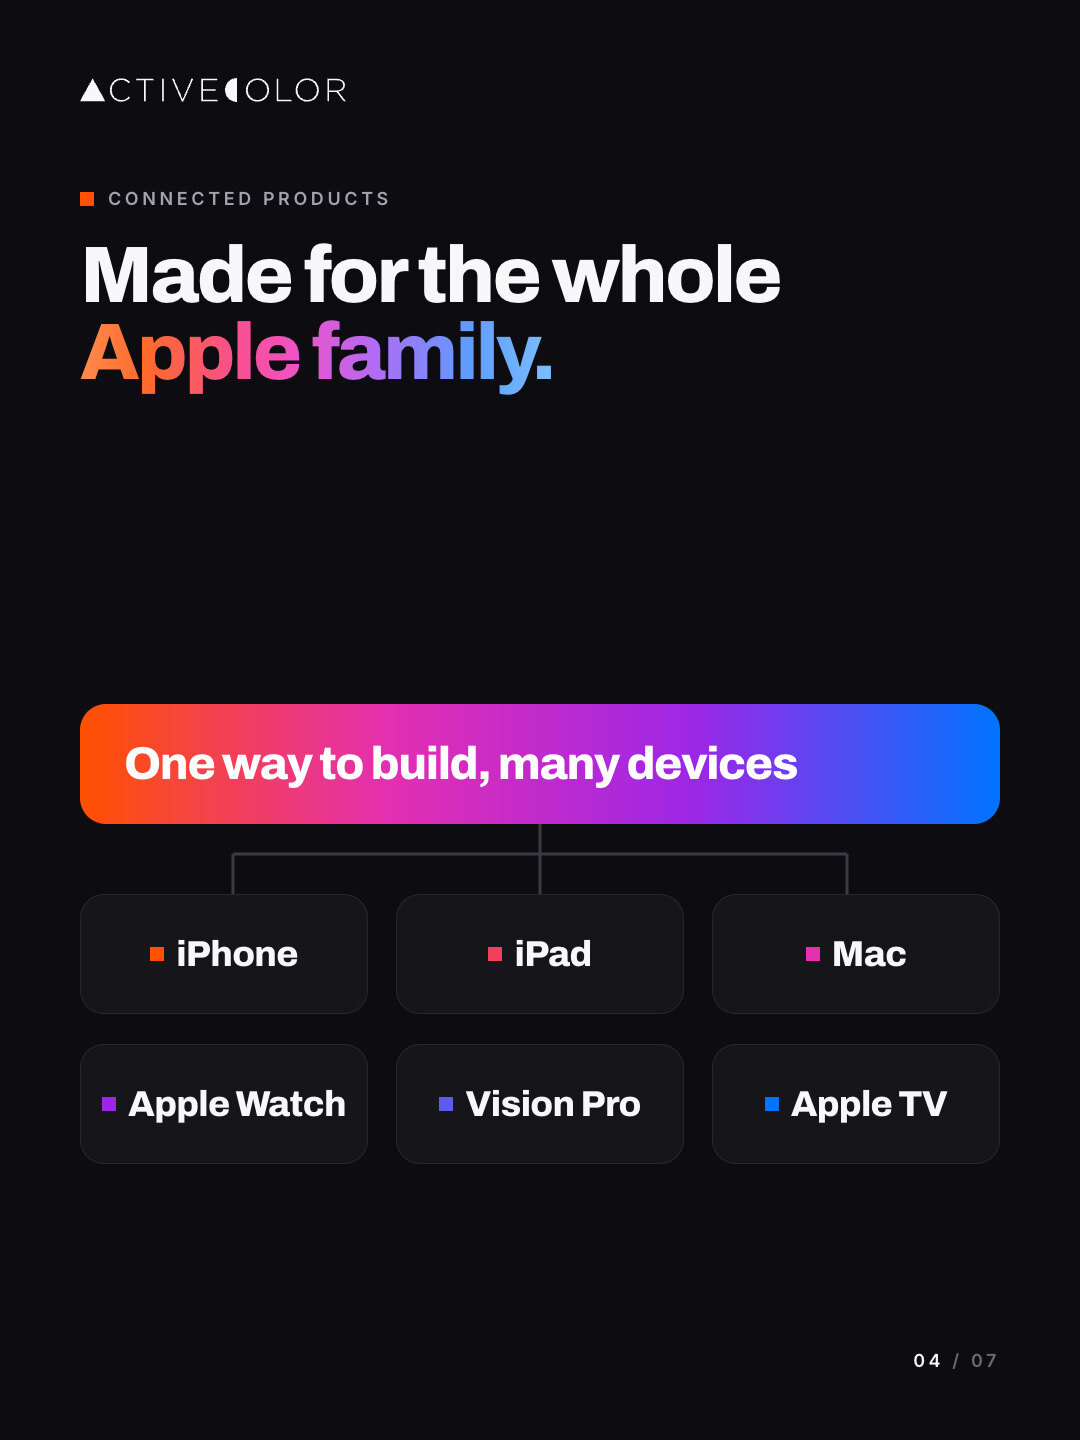 ACTIVECOLOR
CONNECTED PRODUCTS
Made for the whole
Apple family.
One way to build, many devices
iPhone
iPad
Mac
Apple Watch
Vision Pro
Apple TV
04 / 07